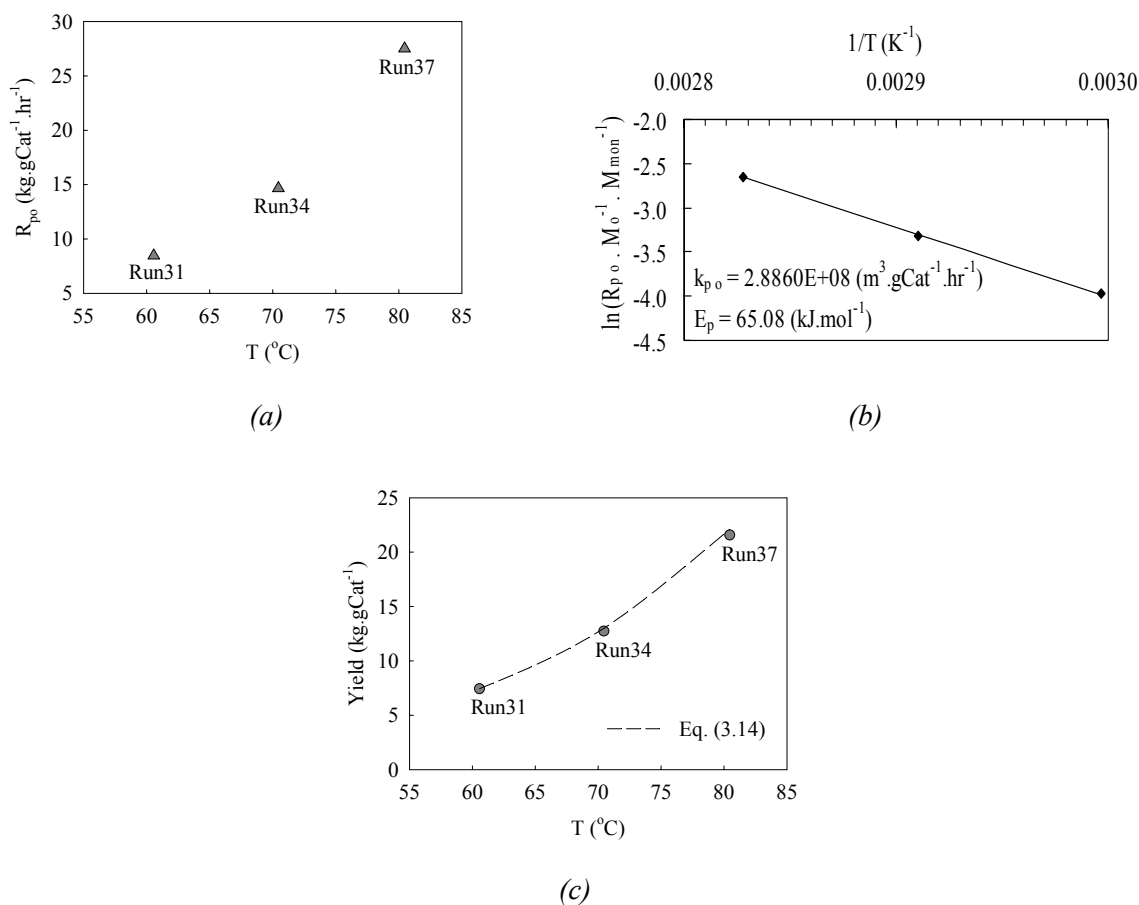 30
25
20
15
10
5
R_po (kg.gCat^-1.hr^-1)
Run37
Run34
Run31
55 60 65 70 75 80 85
T (°C)
(a)
1/T (K^-1)
0.0028 0.0029 0.0030
-2.0
-2.5
-3.0
-3.5
-4.0
-4.5
ln(R_po . M_o^-1 . M_mon^-1)
k_po = 2.8860E+08 (m^3.gCat^-1.hr^-1)
E_p = 65.08 (kJ.mol^-1)
(b)
25
20
15
10
5
0
Yield (kg.gCat^-1)
Run37
Run34
Run31
Eq. (3.14)
55 60 65 70 75 80 85
T (°C)
(c)